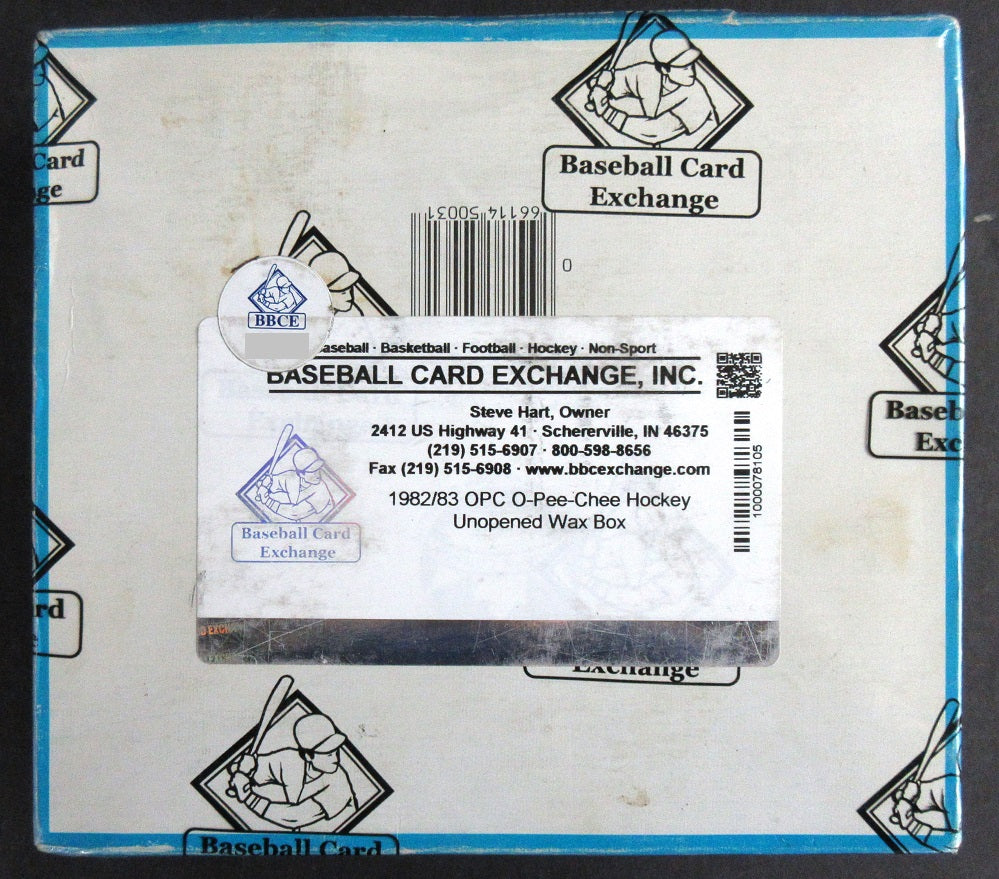 Card
ge
Baseball Card
Exchange
66114 50031
0
BBCE
aseball · Basketball · Football · Hockey · Non-Sport
BASEBALL CARD EXCHANGE, INC.
Steve Hart, Owner
2412 US Highway 41 · Schererville, IN 46375
(219) 515-6907 · 800-598-8656
Fax (219) 515-6908 · www.bbcexchange.com
1982/83 OPC O-Pee-Chee Hockey
Unopened Wax Box
1000078105
Baseball Card
Exchange
Baseb
Exc
rd
e
Exchange
Baseball Card